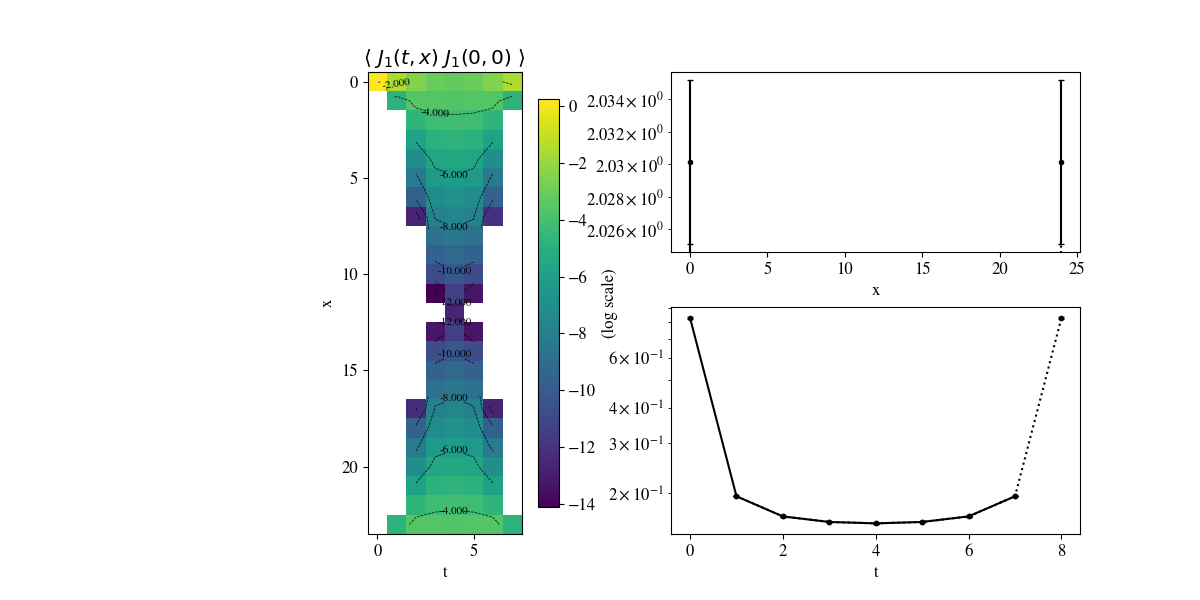 ⟨ J₁(t, x) J₁(0, 0) ⟩
0
5
10
15
20
x
0
5
t
-2.000
-4.000
-6.000
-8.000
-10.000
-12.000
-12.000
-10.000
-8.000
-6.000
-4.000
0
−2
−4
−6
−8
−10
−12
−14
(log scale)
2.034 × 10⁰
2.032 × 10⁰
2.03 × 10⁰
2.028 × 10⁰
2.026 × 10⁰
0
5
10
15
20
25
x
6 × 10⁻¹
4 × 10⁻¹
3 × 10⁻¹
2 × 10⁻¹
0
2
4
6
8
t